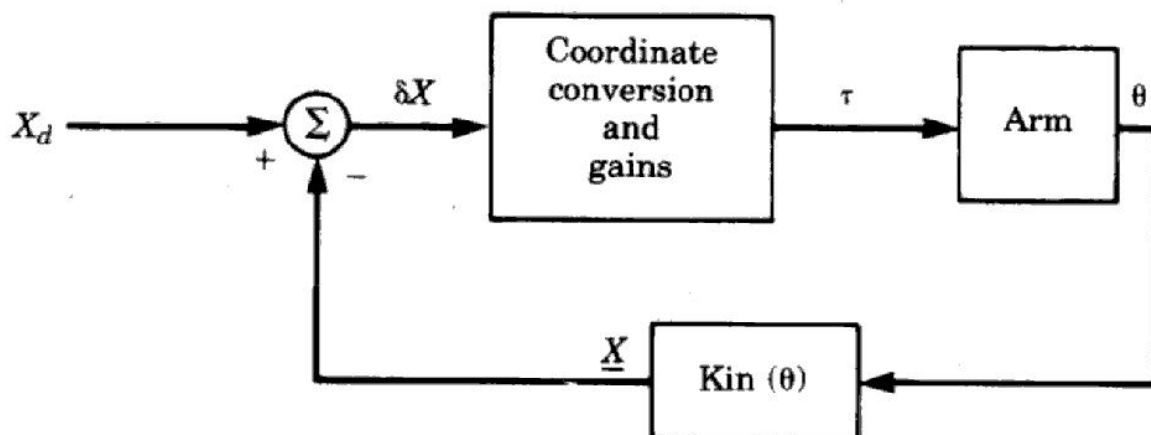 X_d
+
−
Σ
δX
Coordinate
conversion
and
gains
τ
Arm
θ
X
Kin (θ)